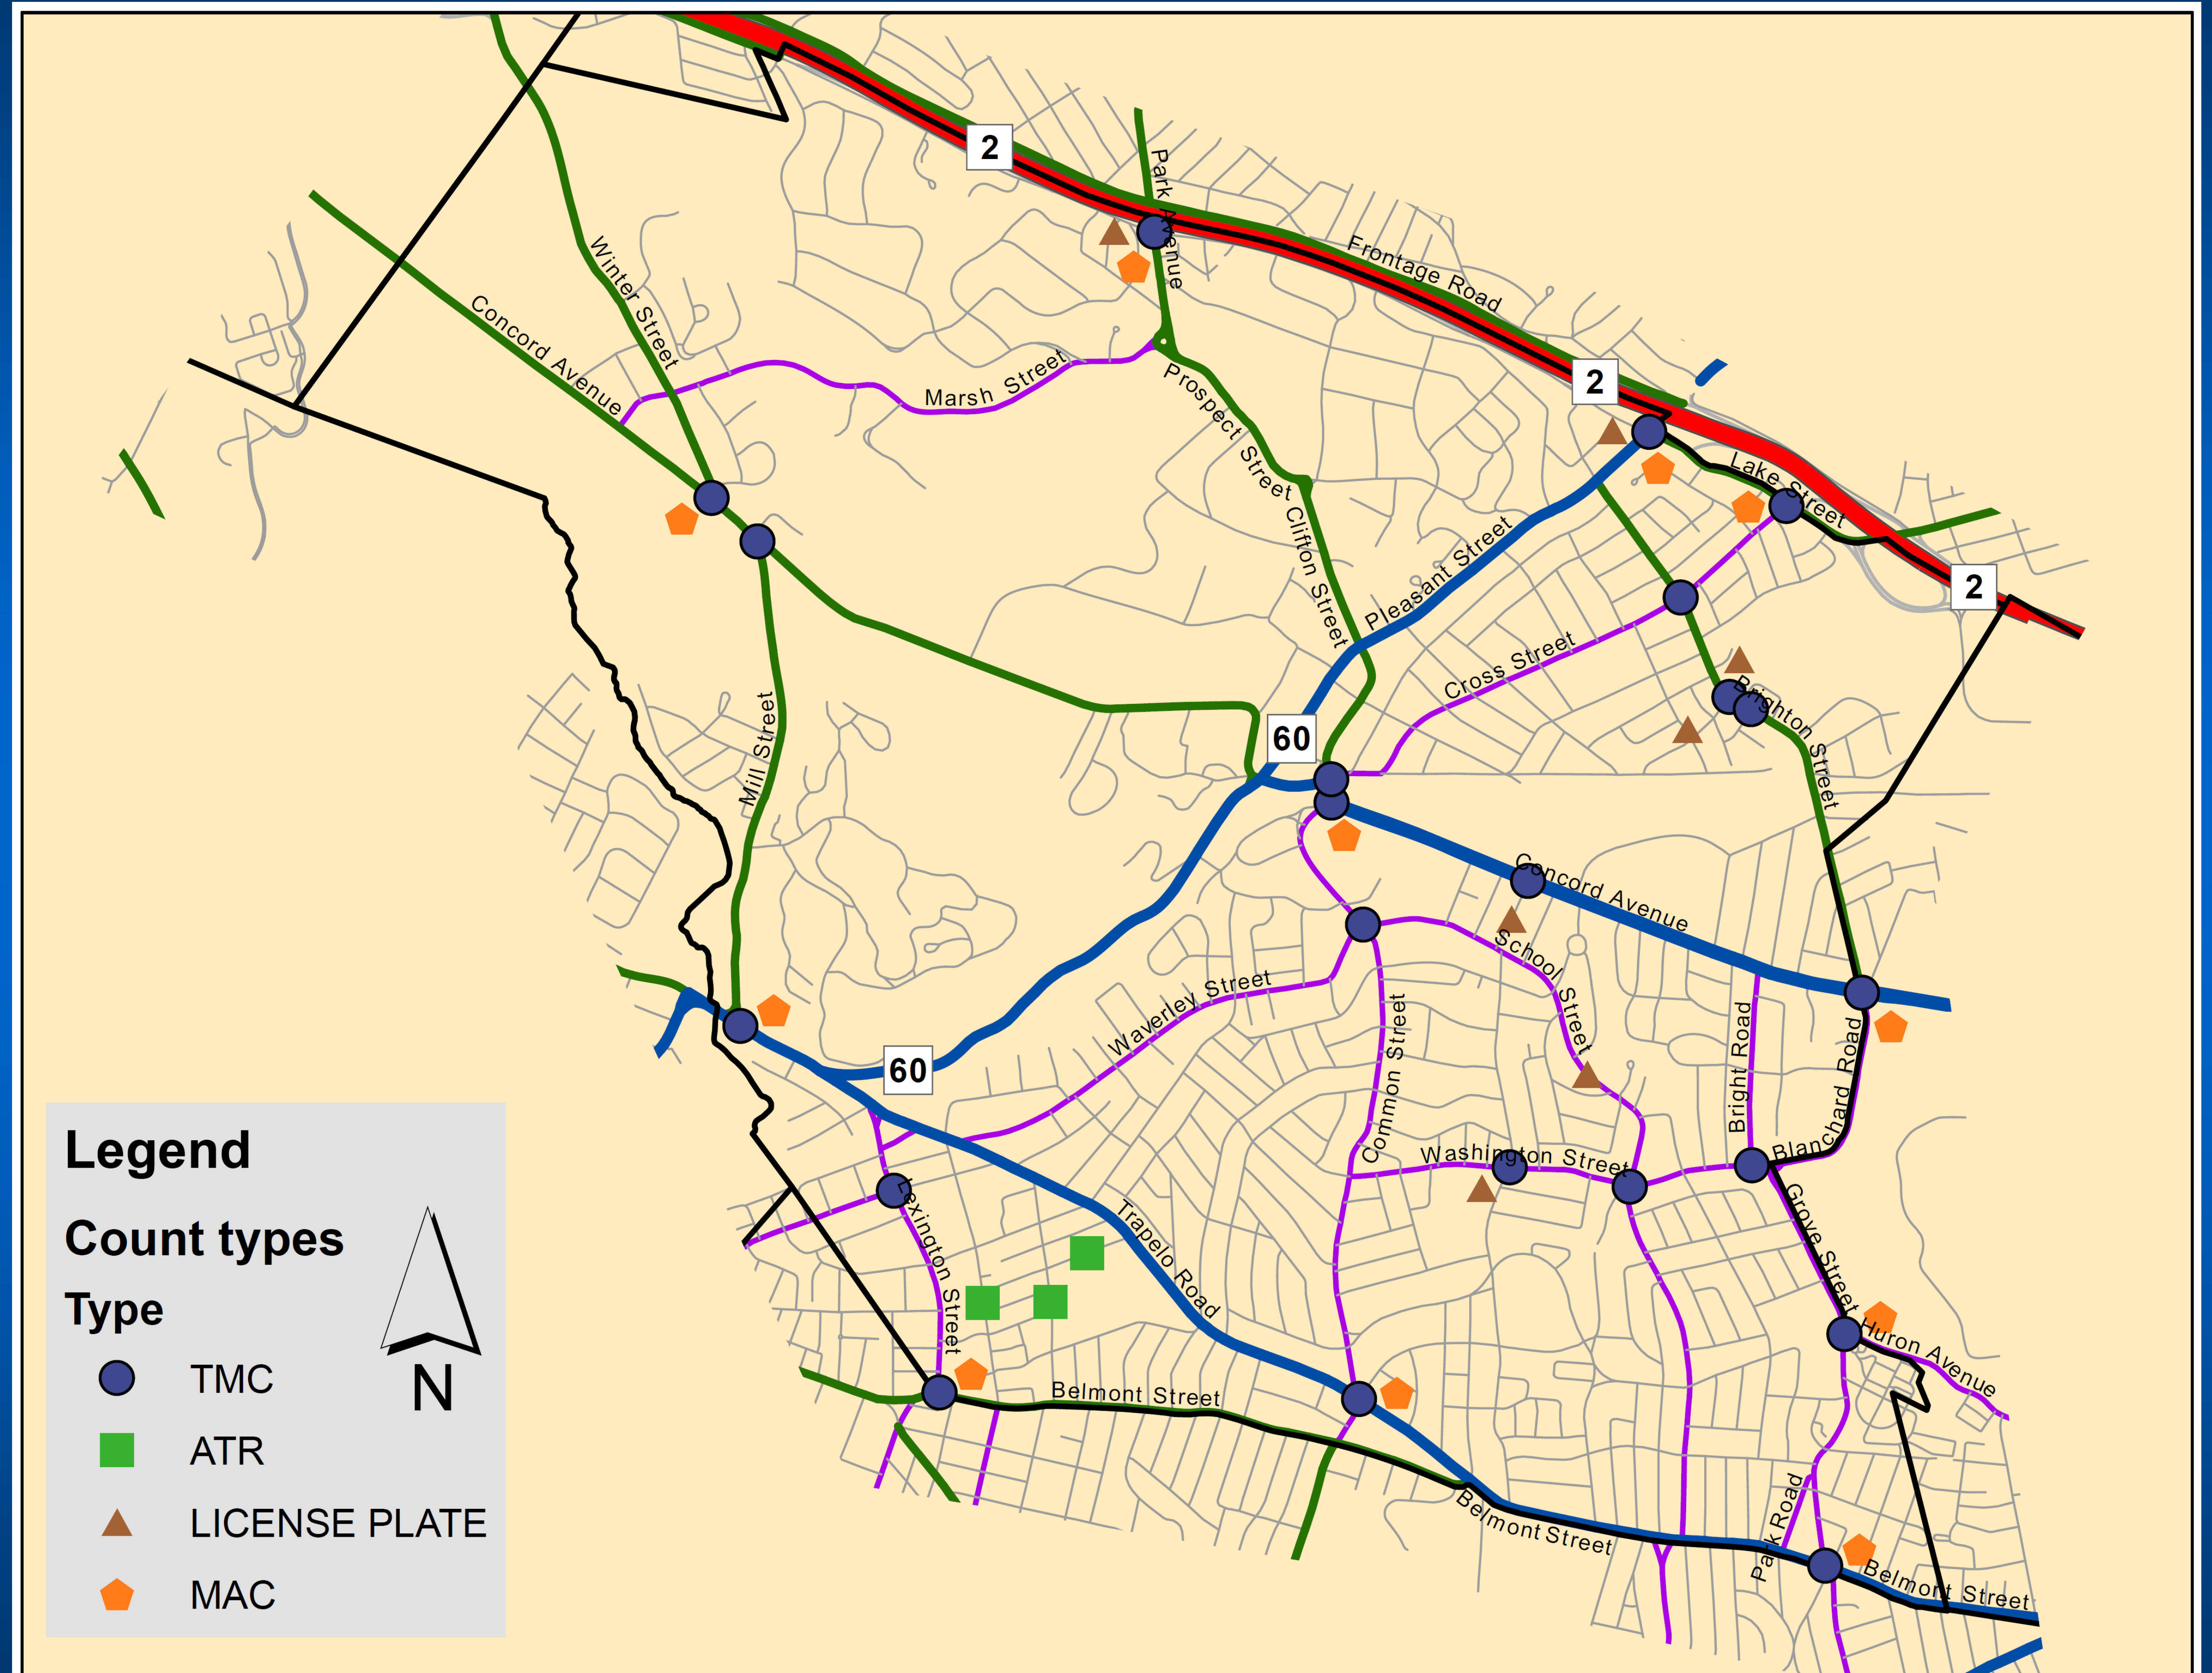 2
Park Avenue
Frontage Road
Winter Street
Concord Avenue
Marsh Street
Prospect Street
2
Lake Street
Clifton Street
Pleasant Street
2
Cross Street
Brighton Street
Mill Street
60
Concord Avenue
School Street
Waverley Street
Common Street
Bright Road
Blanchard Road
60
Washington Street
Lexington Street
Trapelo Road
Grove Street
Huron Avenue
Belmont Street
Belmont Street
Park Road
Belmont Street
Legend
Count types
Type
TMC
ATR
LICENSE PLATE
MAC
N